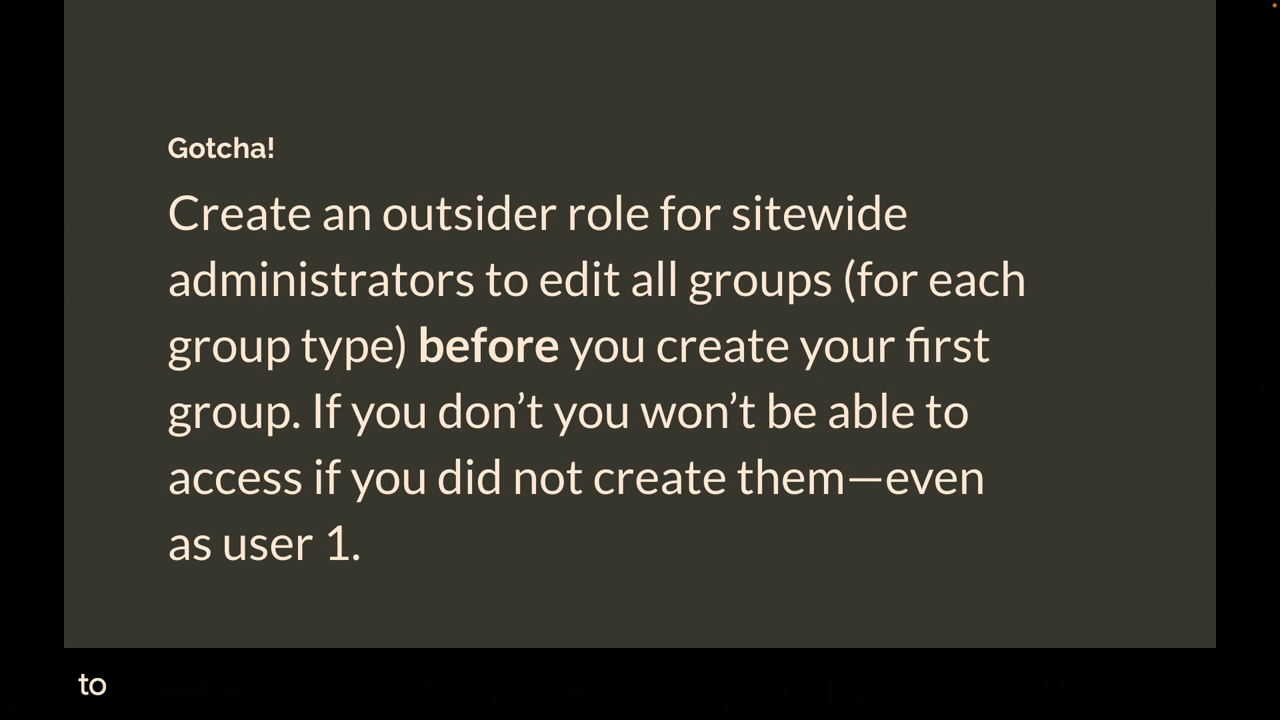 Gotcha!
Create an outsider role for sitewide
administrators to edit all groups (for each
group type) before you create your first
group. If you don’t you won’t be able to
access if you did not create them—even
as user 1.
to